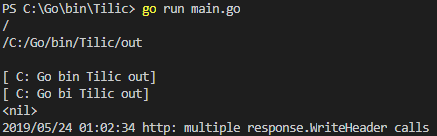 PS C:\Go\bin\Tilic> go run main.go
/
/C:/Go/bin/Tilic/out
[ C: Go bin Tilic out]
[ C: Go bi Tilic out]
<nil>
2019/05/24 01:02:34 http: multiple response.WriteHeader calls